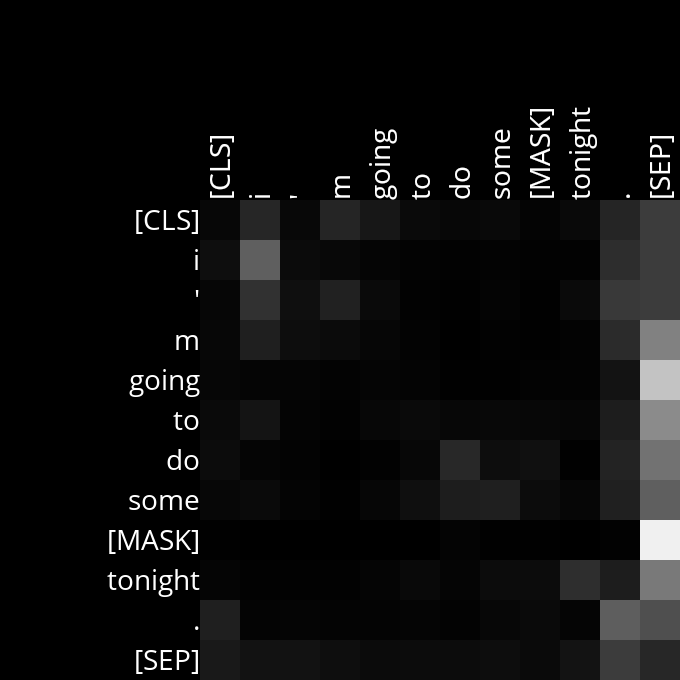 [CLS] i ' m going to do some [MASK] tonight . [SEP]
[CLS]
i
'
m
going
to
do
some
[MASK]
tonight
.
[SEP]